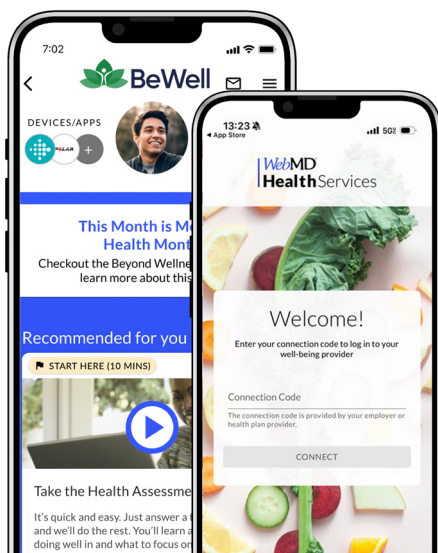 7:02
BeWell
DEVICES/APPS
POLAR
+
This Month is M
Health Mont
Checkout the Beyond Wellne
learn more about this
Recommended for you
START HERE (10 MINS)
Take the Health Assessme
It's quick and easy. Just answer a f
and we'll do the rest. You'll learn a
doing well in and what to focus on
13:23
App Store
5G
WebMD
HealthServices
Welcome!
Enter your connection code to log in to your
well-being provider
Connection Code
The connection code is provided by your employer or
health plan provider.
CONNECT